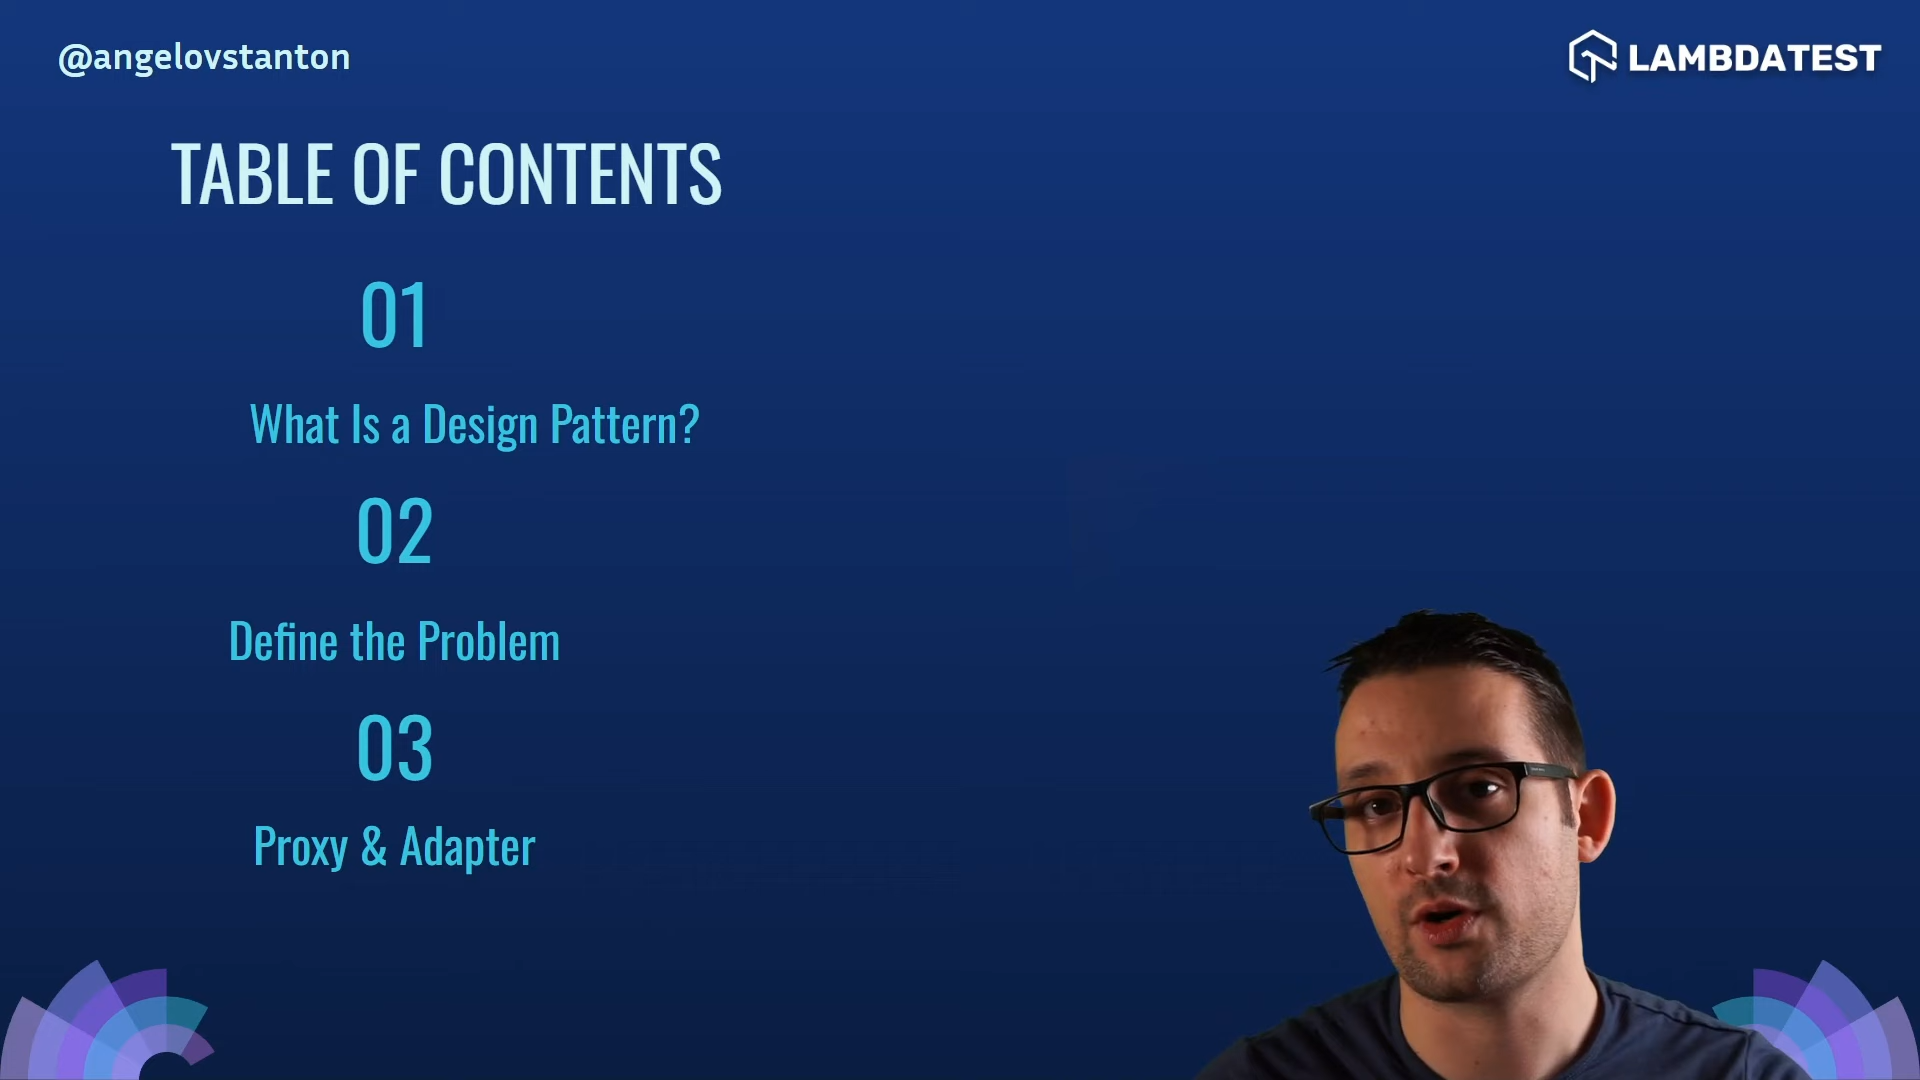 @angelovstanton
LAMBDATEST
TABLE OF CONTENTS
01
What Is a Design Pattern?
02
Define the Problem
03
Proxy & Adapter